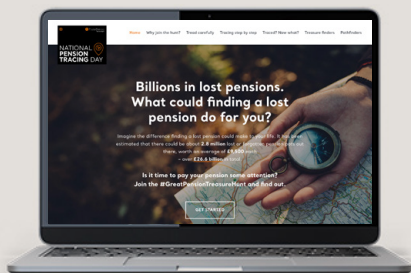 Home Why join the hunt? Tread carefully Tracing step by step Traced? Now what? Treasure finders Pathfinders
NATIONAL
PENSION
TRACING DAY
Billions in lost pensions.
What could finding a lost
pension do for you?
Imagine the difference finding a lost pension could make to your life. It has been
estimated that there could be about 2.8 million lost or forgotten pensions pots out
there, worth an average of £9,500 each
– over £26.6 billion in total
Is it time to pay your pension some attention?
Join the #GreatPensionTreasureHunt and find out.
GET STARTED